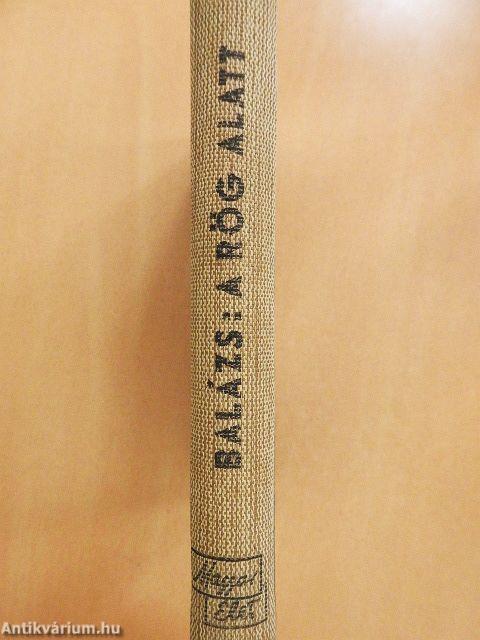 BALÁZS: A RÖG ALATT
Magyar
Élet
Antikvárium.hu